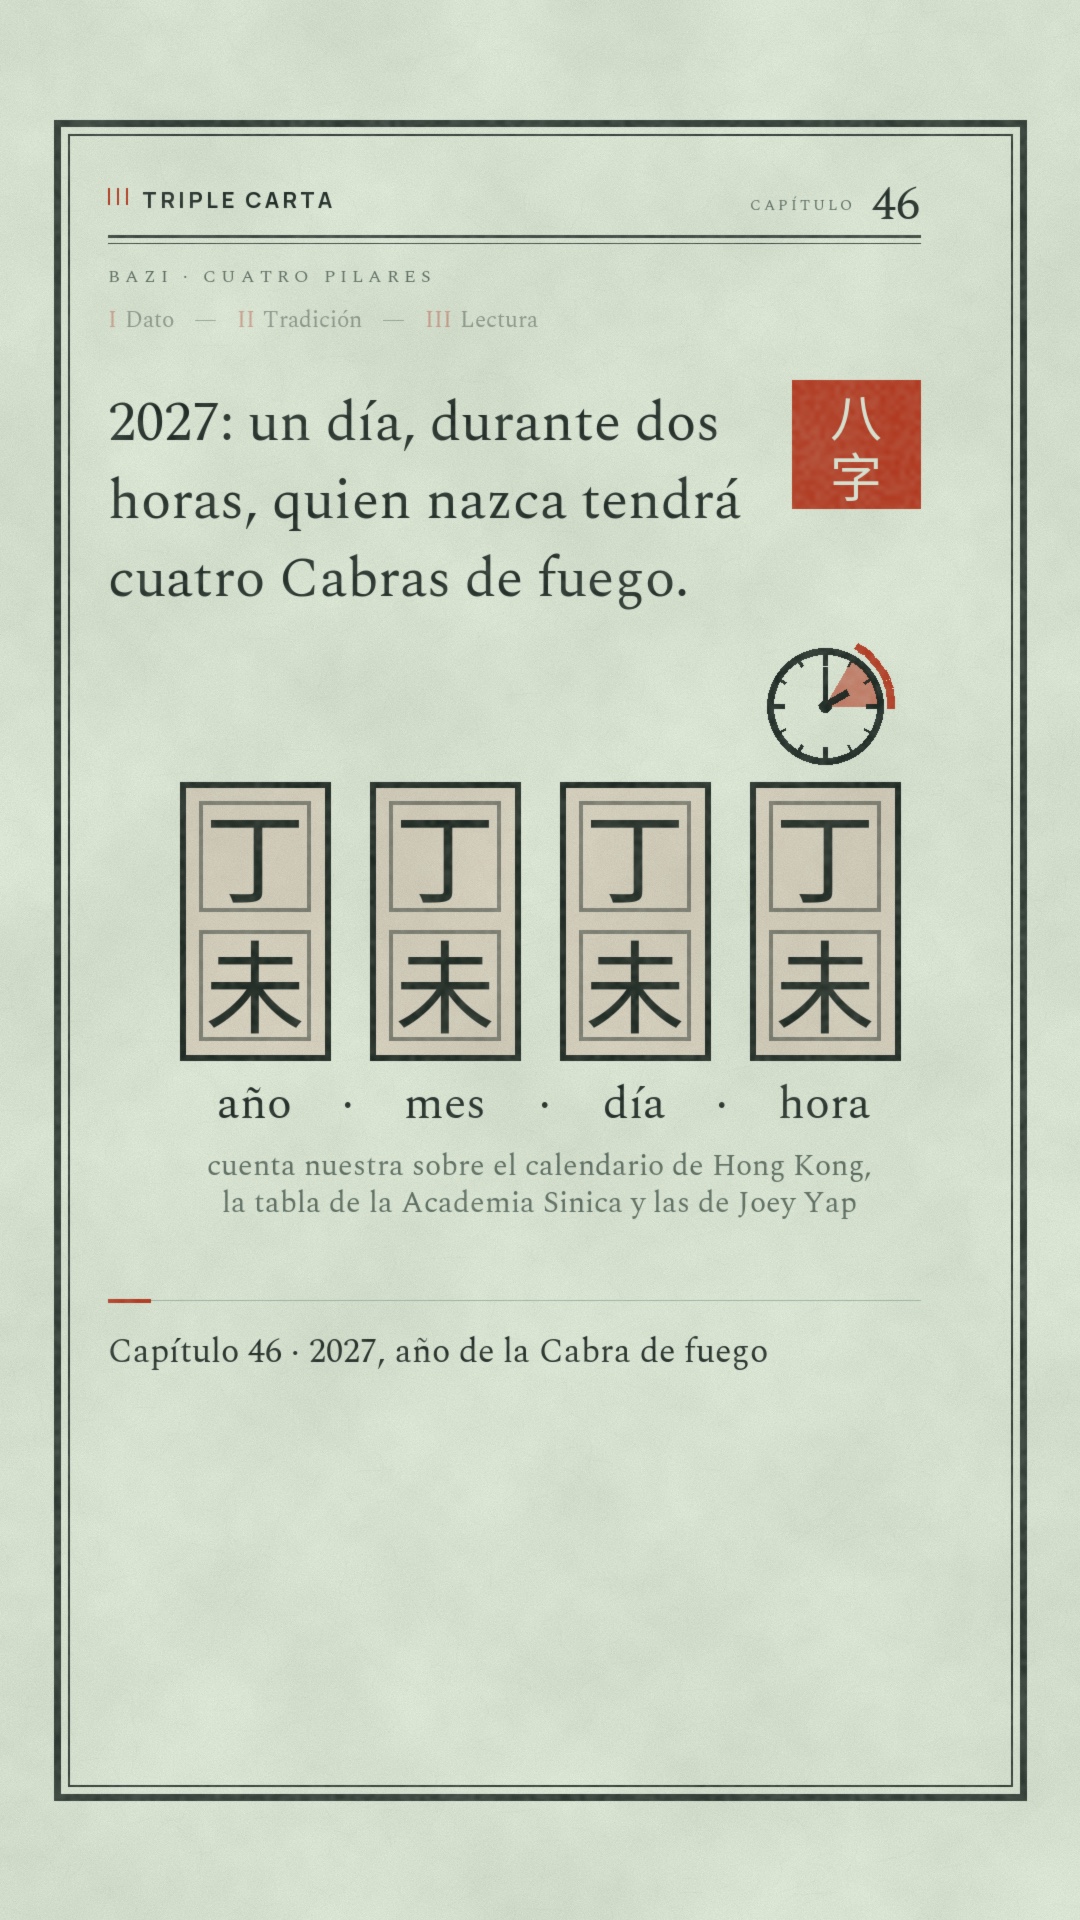 TRIPLE CARTA
CAPÍTULO 46
BAZI · CUATRO PILARES
I Dato — II Tradición — III Lectura
2027: un día, durante dos
horas, quien nazca tendrá
cuatro Cabras de fuego.
八
字
丁 丁 丁 丁
未 未 未 未
año · mes · día · hora
cuenta nuestra sobre el calendario de Hong Kong,
la tabla de la Academia Sinica y las de Joey Yap
Capítulo 46 · 2027, año de la Cabra de fuego